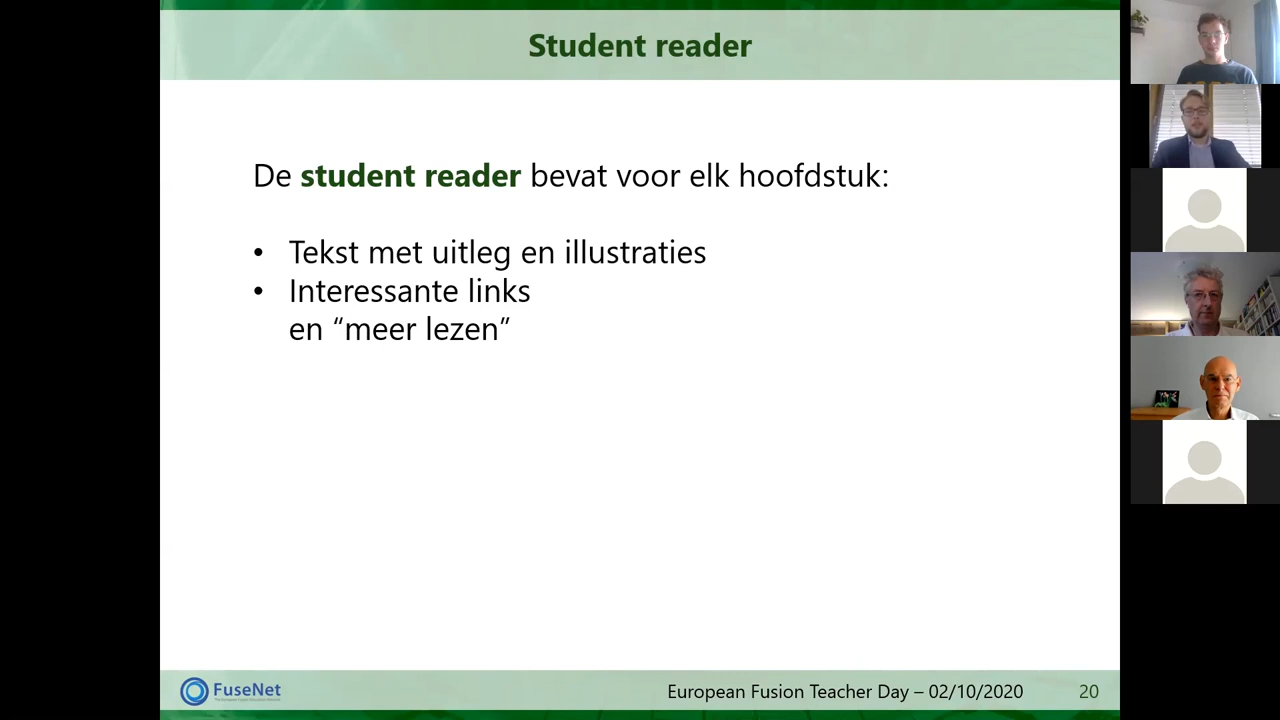 Student reader
De student reader bevat voor elk hoofdstuk:
• Tekst met uitleg en illustraties
• Interessante links
en “meer lezen”
FuseNet
European Fusion Teacher Day – 02/10/2020
20